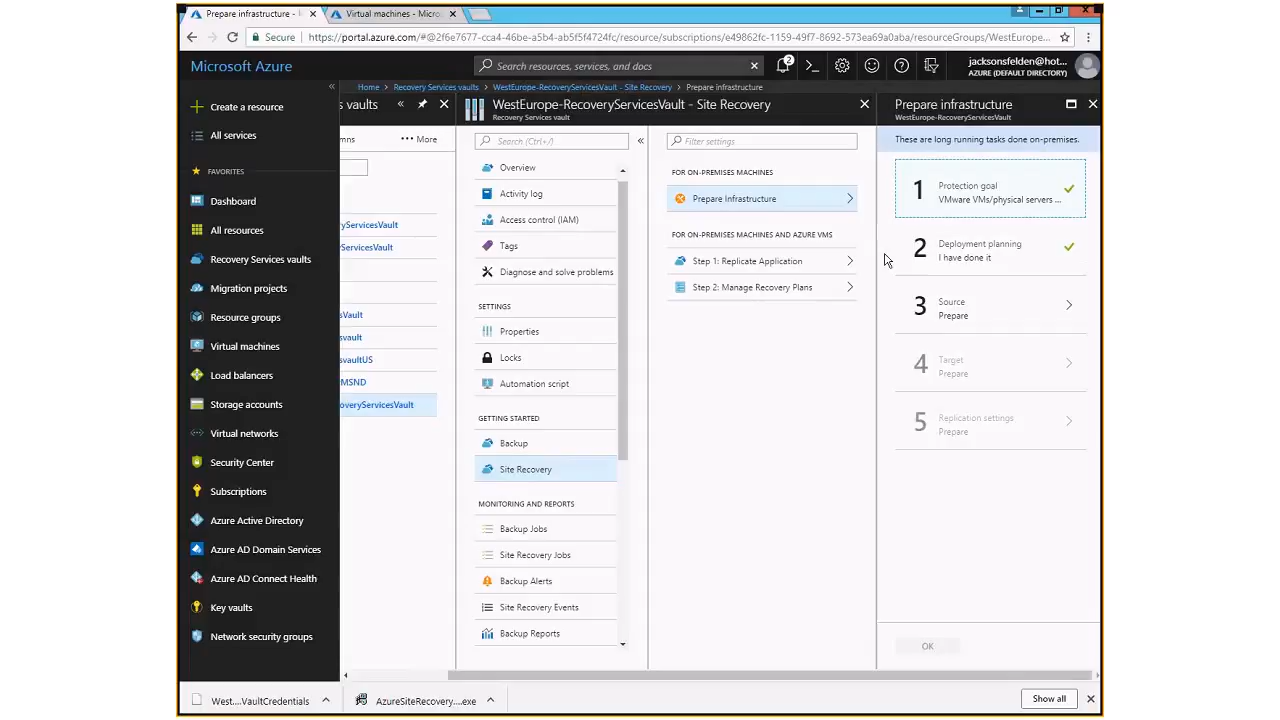 Prepare infrastructure -
Virtual machines - Micro...
Secure
https://portal.azure.com/#@2f6e7677-cca4-46be-a5b4-ab5f5f4724fc/resource/subscriptions/e49862fc-1159-49f7-8692-573ea69a0aba/resourceGroups/WestEurope...
Microsoft Azure
Search resources, services, and docs
2
jacksonsfelden@hot...
AZURE (DEFAULT DIRECTORY)
Home > Recovery Services vaults > WestEurope-RecoveryServicesVault - Site Recovery > Prepare infrastructure
Create a resource
All services
FAVORITES
Dashboard
All resources
Recovery Services vaults
Migration projects
Resource groups
Virtual machines
Load balancers
Storage accounts
Virtual networks
Security Center
Subscriptions
Azure Active Directory
Azure AD Domain Services
Azure AD Connect Health
Key vaults
Network security groups
s vaults
mns
More
ryServicesVault
ryServicesVault
sVault
svault
svaultUS
MSND
overyServicesVault
WestEurope-RecoveryServicesVault - Site Recovery
Recovery Services vault
Search (Ctrl+/)
Overview
Activity log
Access control (IAM)
Tags
Diagnose and solve problems
SETTINGS
Properties
Locks
Automation script
GETTING STARTED
Backup
Site Recovery
MONITORING AND REPORTS
Backup Jobs
Site Recovery Jobs
Backup Alerts
Site Recovery Events
Backup Reports
Filter settings
FOR ON-PREMISES MACHINES
Prepare Infrastructure
FOR ON-PREMISES MACHINES AND AZURE VMS
Step 1: Replicate Application
Step 2: Manage Recovery Plans
Prepare infrastructure
WestEurope-RecoveryServicesVault
These are long running tasks done on-premises.
1
Protection goal
VMware VMs/physical servers ...
2
Deployment planning
I have done it
3
Source
Prepare
4
Target
Prepare
5
Replication settings
Prepare
OK
West....VaultCredentials
AzureSiteRecovery....exe
Show all